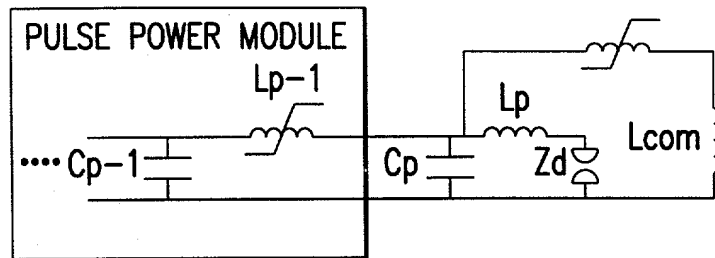 PULSE POWER MODULE
Lp-1
Lp
Lcom
•••• Cp-1
Cp
Zd